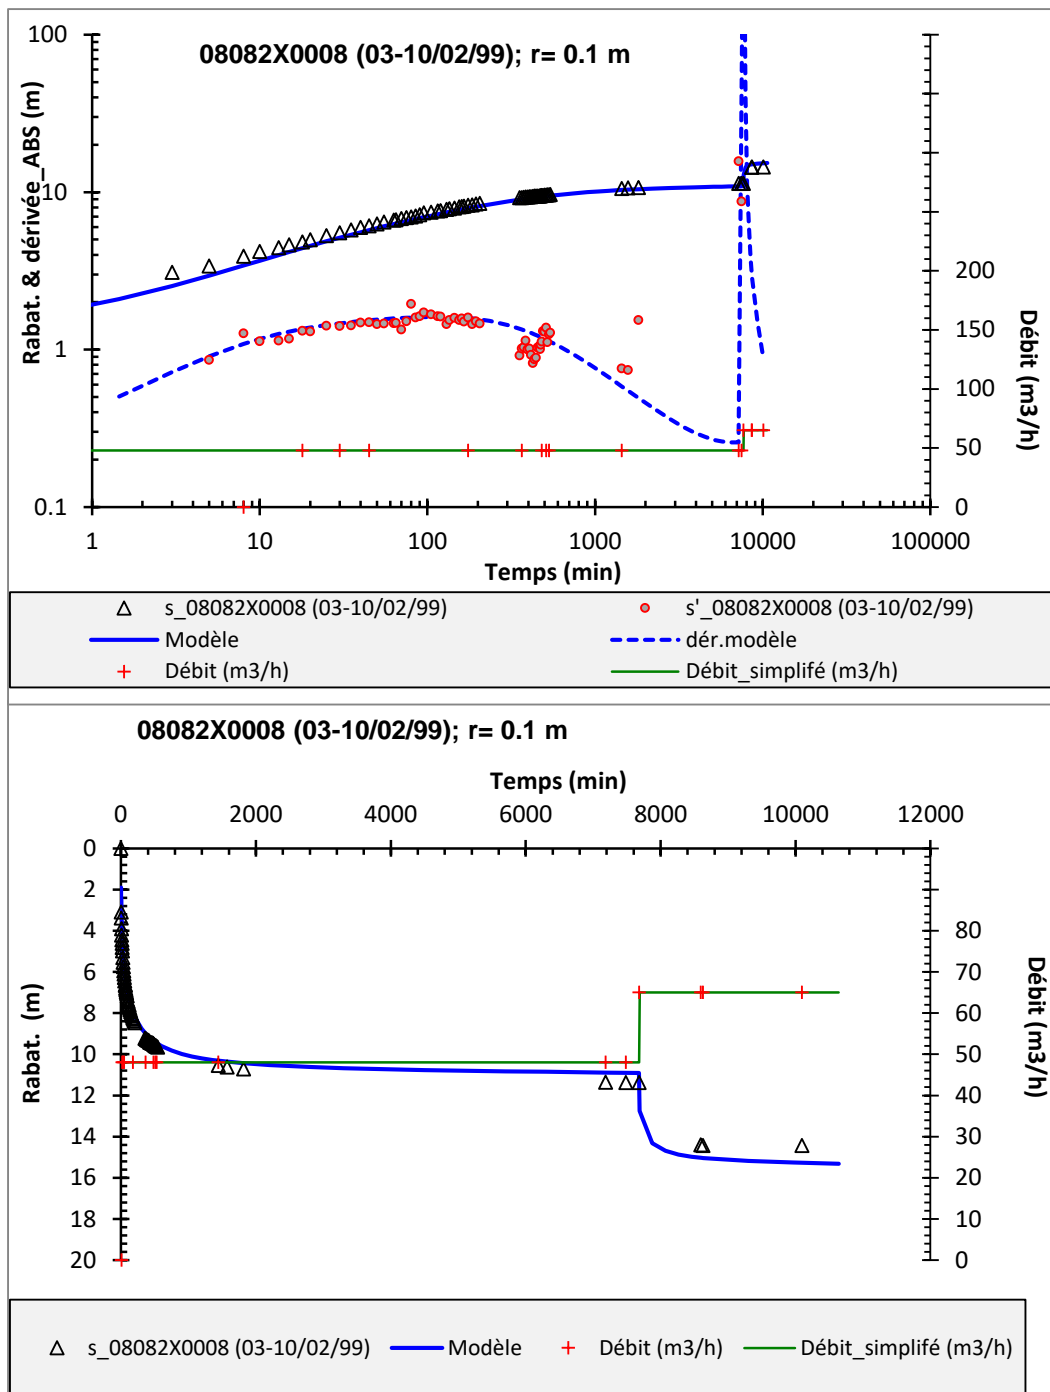 08082X0008 (03-10/02/99); r= 0.1 m
Rabat. & dérivée_ABS (m)
100
10
1
0.1
200
150
100
50
0
Débit (m3/h)
1 10 100 1000 10000 100000
Temps (min)
s_08082X0008 (03-10/02/99) s'_08082X0008 (03-10/02/99)
Modèle dér.modèle
Débit (m3/h) Débit_simplifé (m3/h)
08082X0008 (03-10/02/99); r= 0.1 m
Temps (min)
0 2000 4000 6000 8000 10000 12000
Rabat. (m)
0
2
4
6
8
10
12
14
16
18
20
80
70
60
50
40
30
20
10
0
Débit (m3/h)
s_08082X0008 (03-10/02/99) Modèle Débit (m3/h) Débit_simplifé (m3/h)